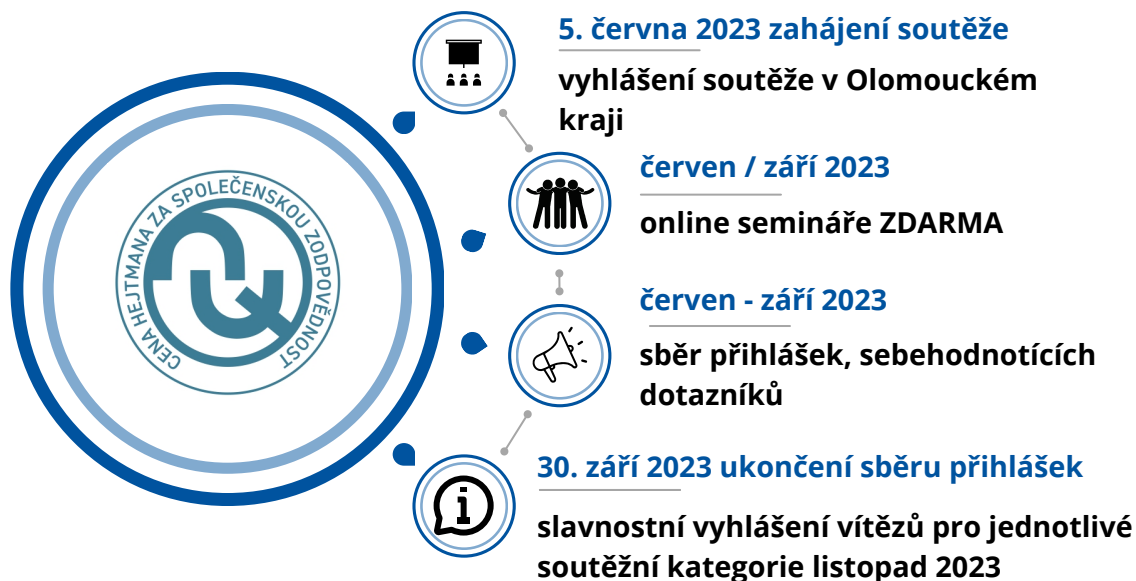 CENA HEJTMANA ZA SPOLEČENSKOU ZODPOVĚDNOST
5. června 2023 zahájení soutěže
vyhlášení soutěže v Olomouckém
kraji
červen / září 2023
online semináře ZDARMA
červen - září 2023
sběr přihlášek, sebehodnotících
dotazníků
30. září 2023 ukončení sběru přihlášek
slavnostní vyhlášení vítězů pro jednotlivé
soutěžní kategorie listopad 2023